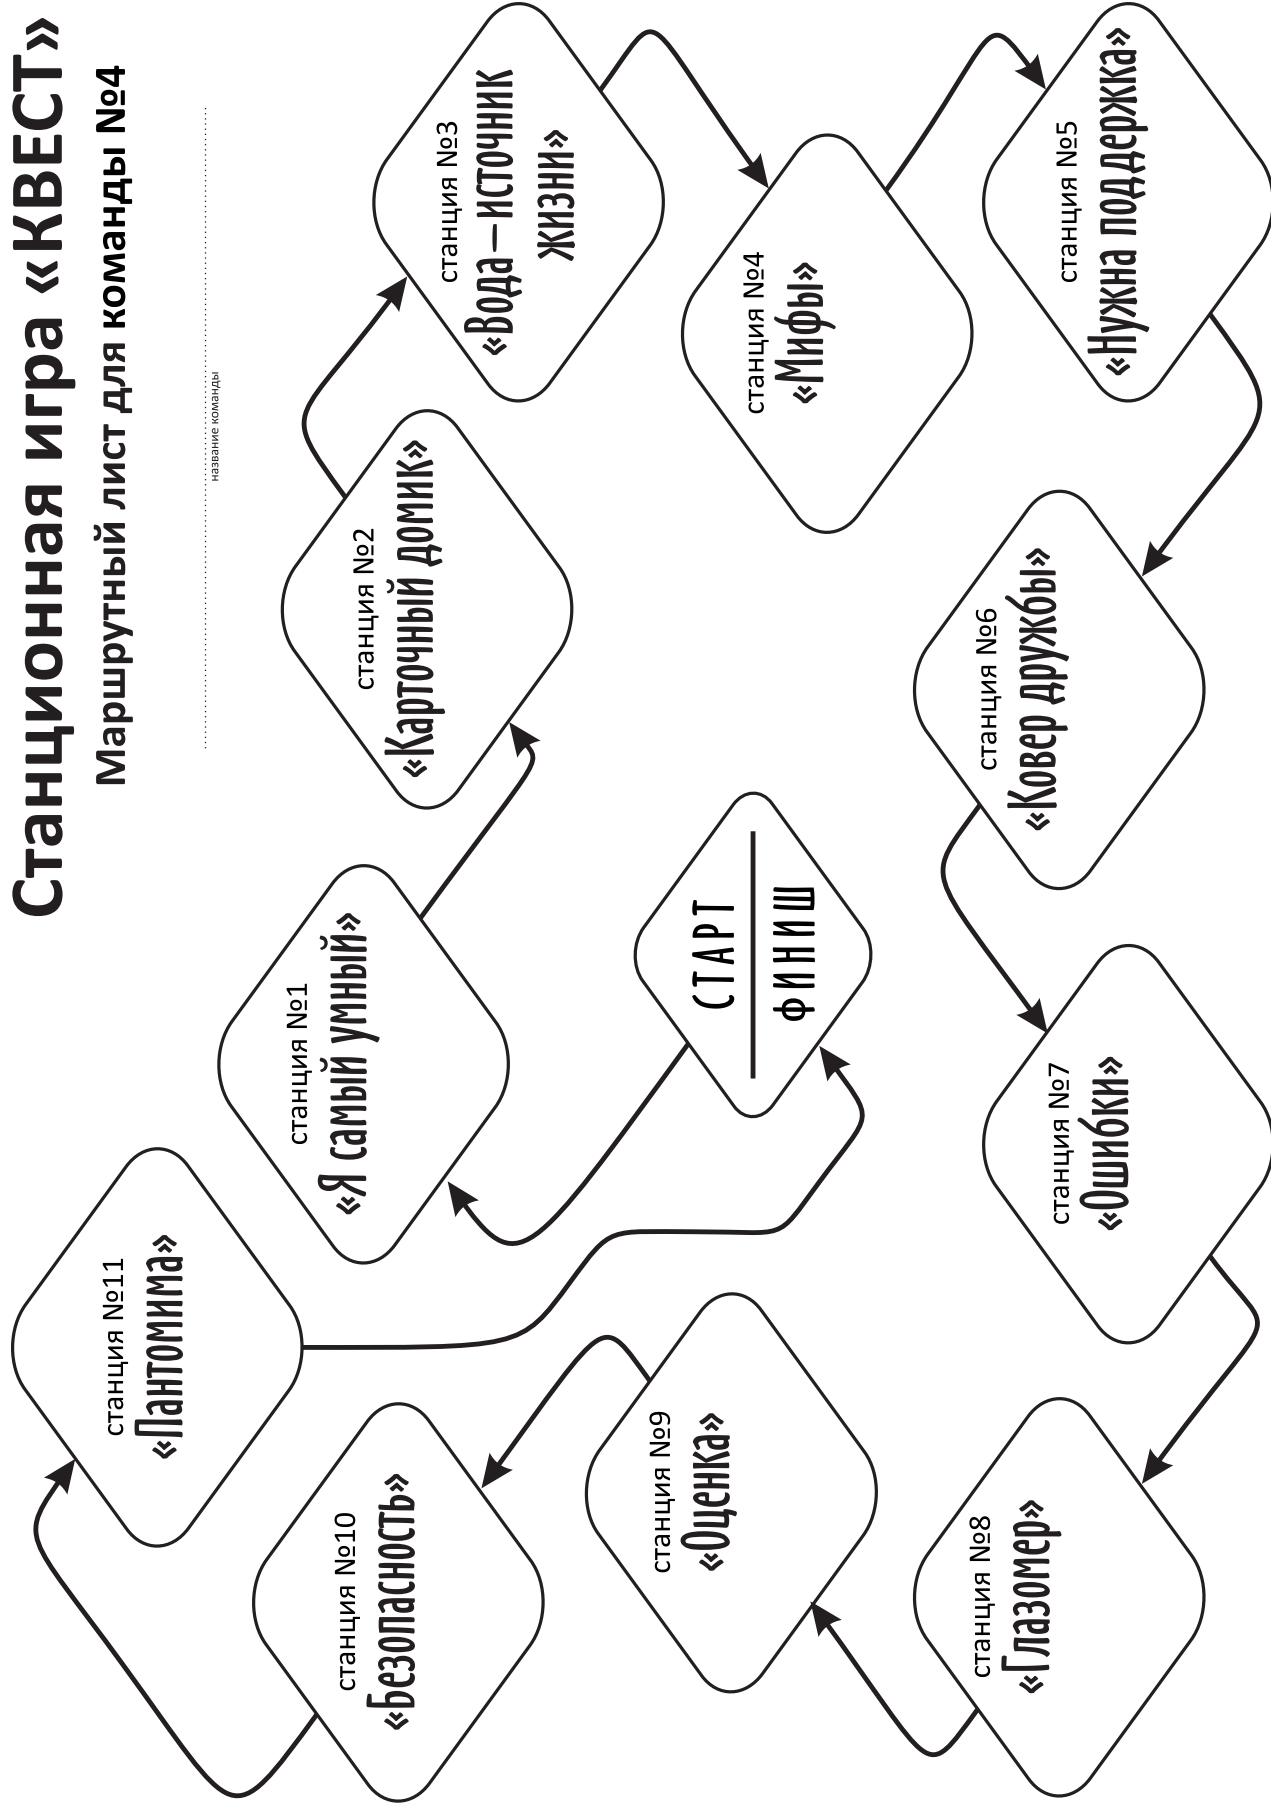 Станционная игра «КВЕСТ»
Маршрутный лист для команды №4
название команды
СТАРТ
ФИНИШ
станция №1
«Я самый умный»
станция №2
«Карточный домик»
станция №3
«Вода – источник
жизни»
станция №4
«Мифы»
станция №5
«Нужна поддержка»
станция №6
«Ковер дружбы»
станция №7
«Ошибки»
станция №8
«Глазомер»
станция №9
«Оценка»
станция №10
«Безопасность»
станция №11
«Пантомима»